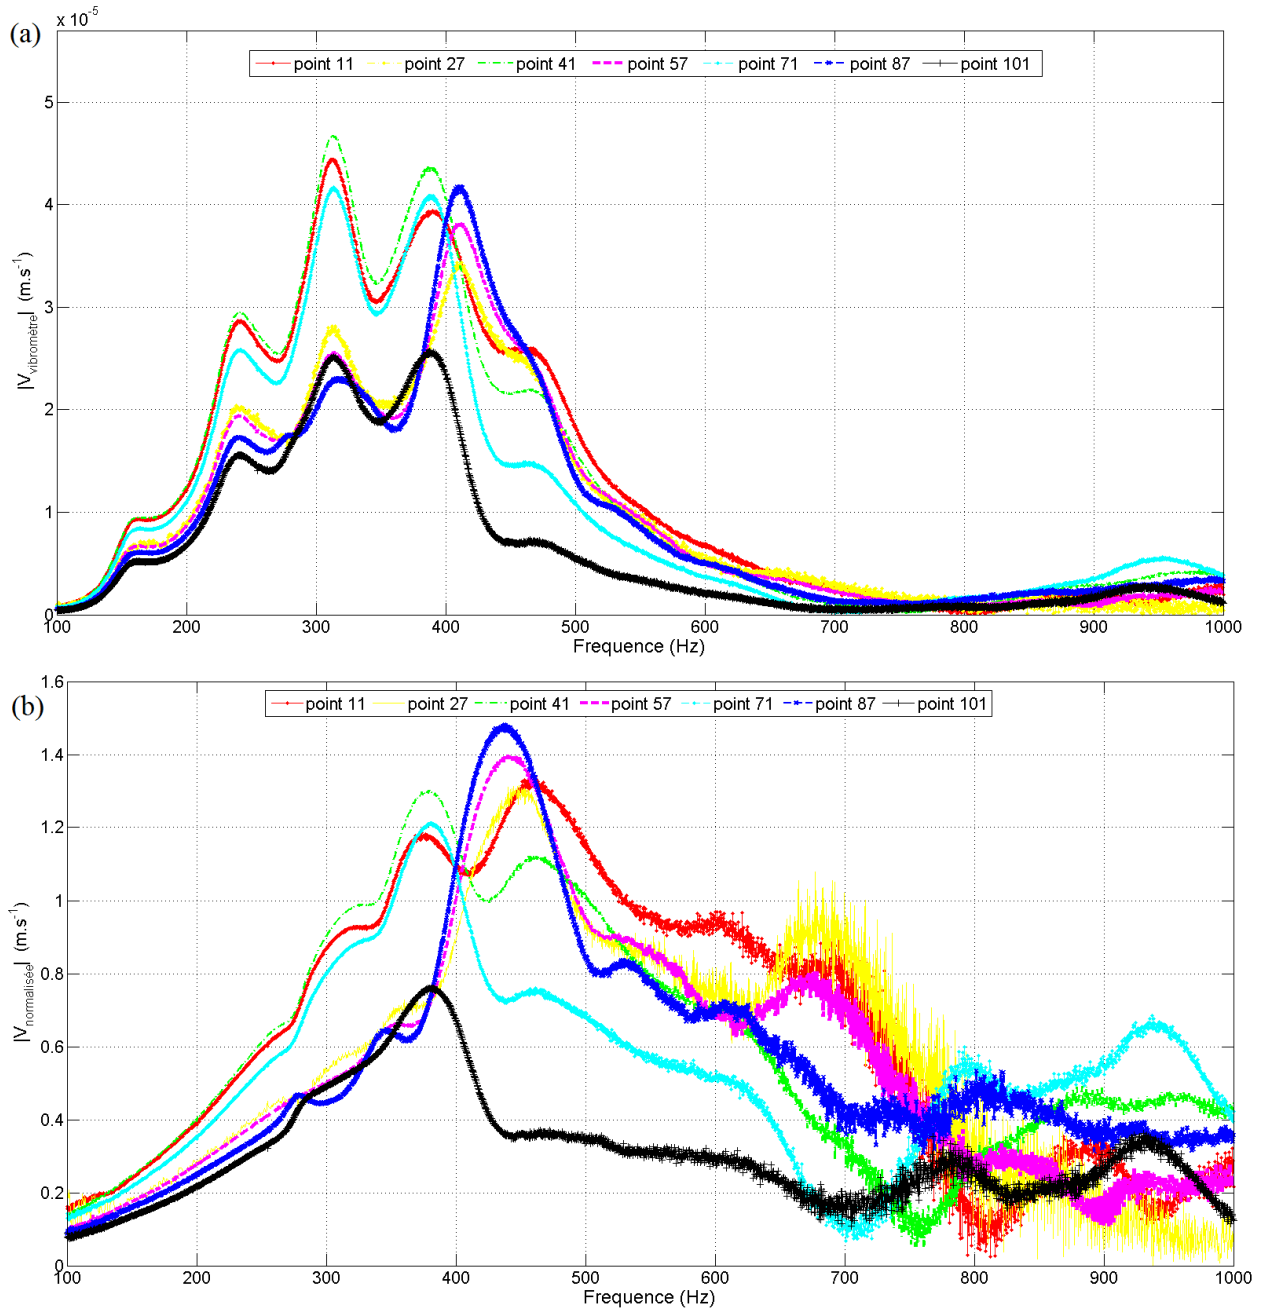 (a)
x 10⁻⁵
point 11 point 27 point 41 point 57 point 71 point 87 point 101
5
4
3
2
1
0
|Vvibromètre| (m.s⁻¹)
100 200 300 400 500 600 700 800 900 1000
Frequence (Hz)
(b)
point 11 point 27 point 41 point 57 point 71 point 87 point 101
1.6
1.4
1.2
1
0.8
0.6
0.4
0.2
0
|Vnormalisée| (m.s⁻¹)
100 200 300 400 500 600 700 800 900 1000
Frequence (Hz)